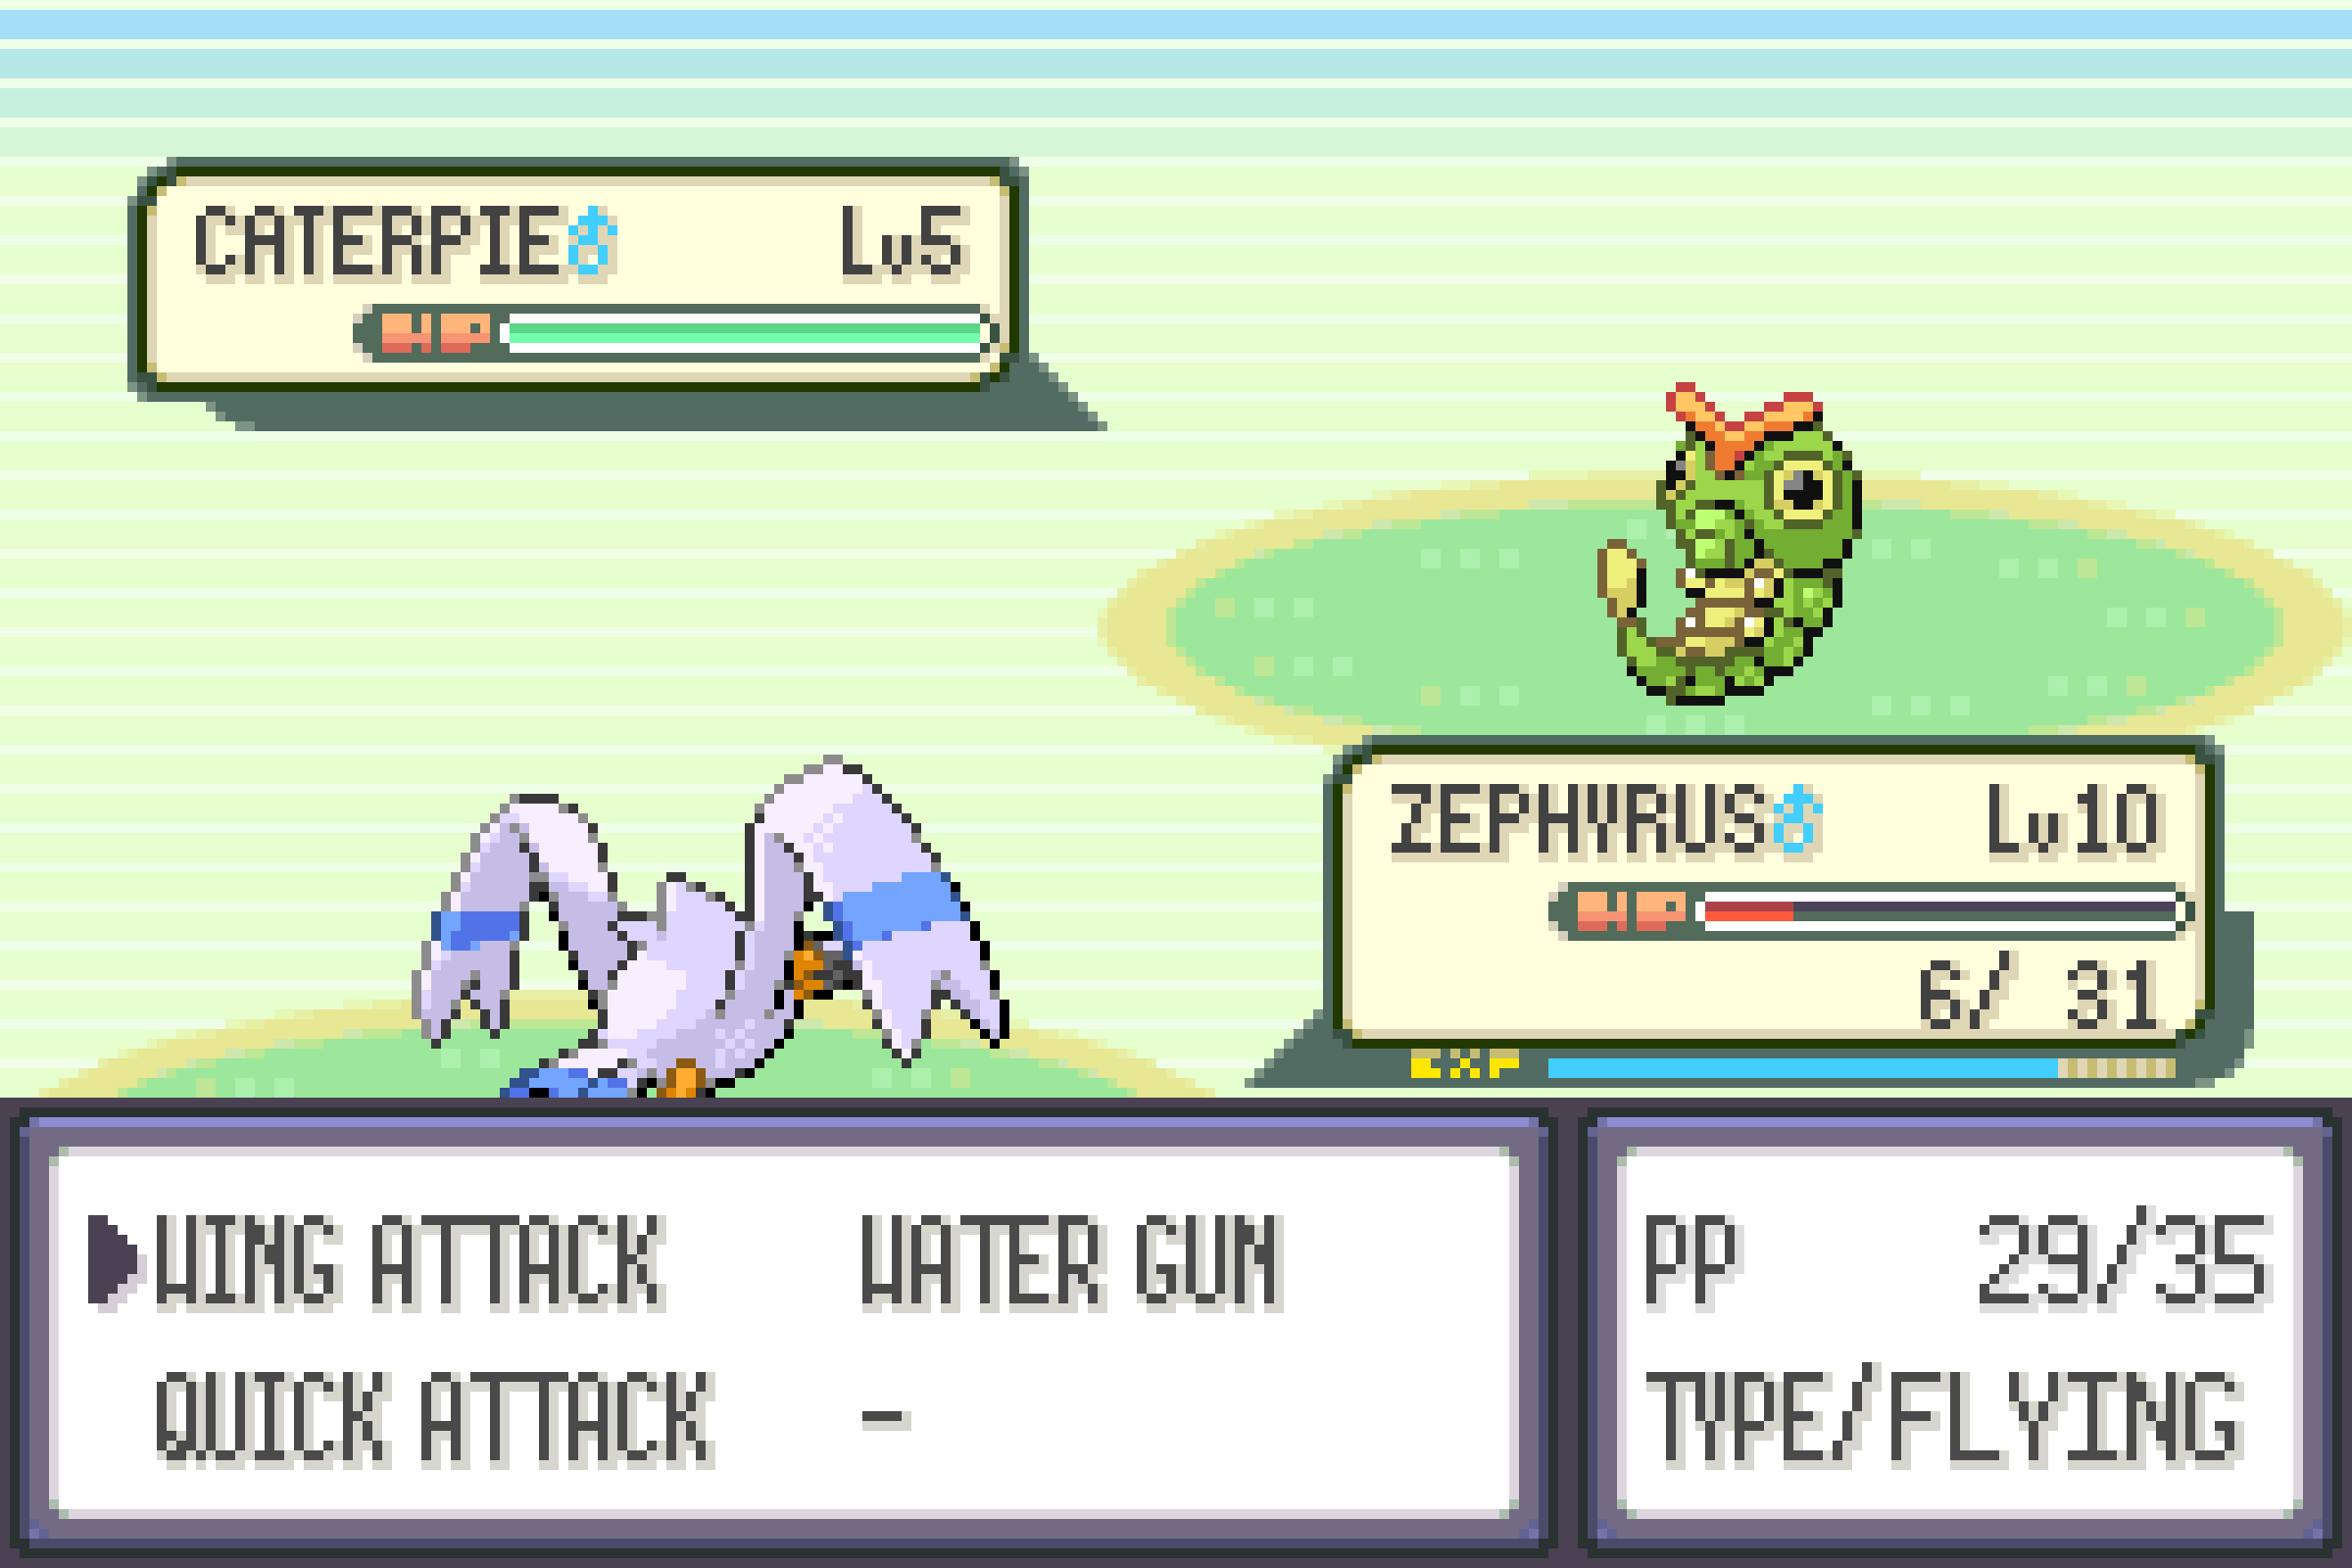 CATERPIE♂ Lv5
HP
ZEPHYRUS♂ Lv10
HP
6/ 31
EXP
WING ATTACK WATER GUN
QUICK ATTACK -
PP 29/35
TYPE/FLYING